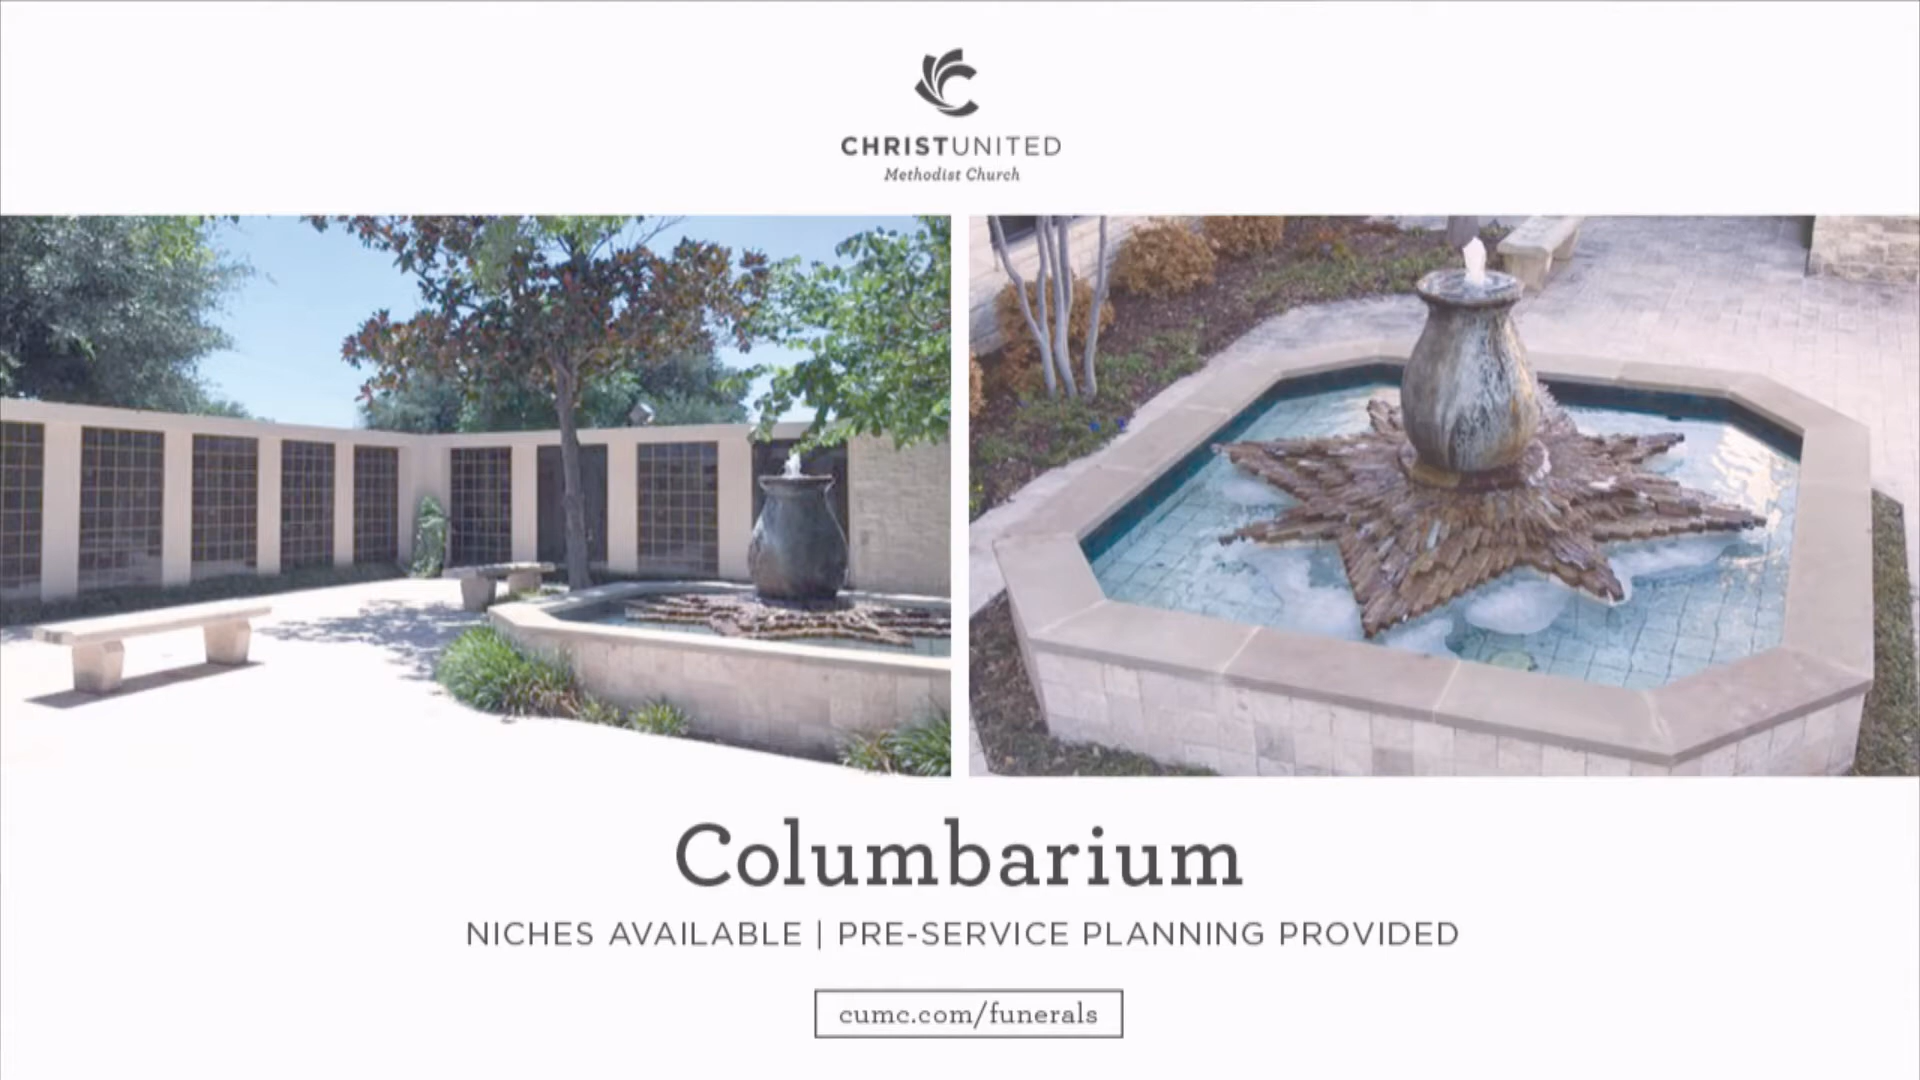 CHRISTUNITED
Methodist Church
Columbarium
NICHES AVAILABLE | PRE-SERVICE PLANNING PROVIDED
cumc.com/funerals